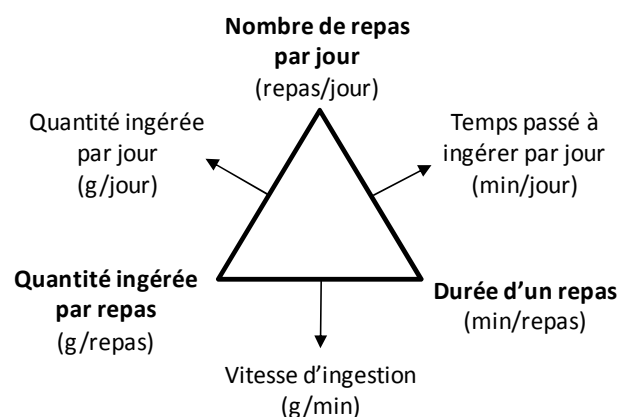 Nombre de repas
par jour
(repas/jour)
Quantité ingérée
par jour
(g/jour)
Temps passé à
ingérer par jour
(min/jour)
Quantité ingérée
par repas
(g/repas)
Durée d’un repas
(min/repas)
Vitesse d’ingestion
(g/min)